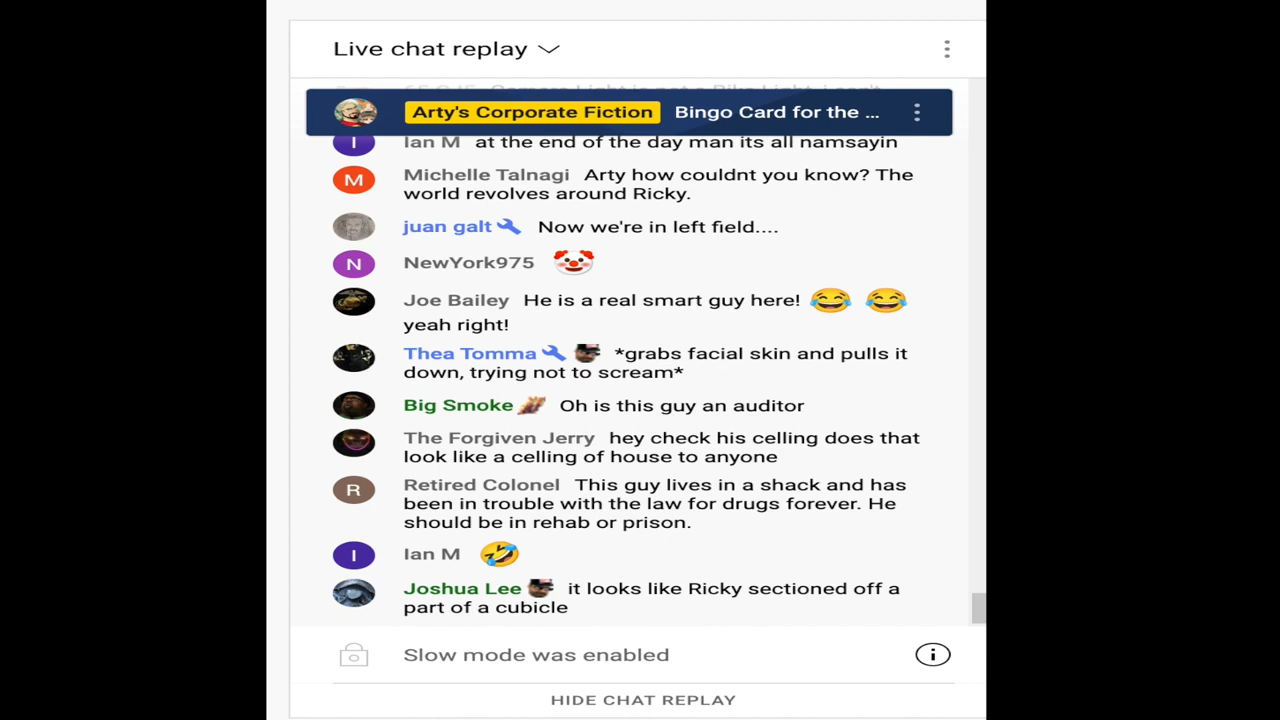 Live chat replay
Arty's Corporate Fiction Bingo Card for the ...
I Ian M at the end of the day man its all namsayin
M Michelle Talnagi Arty how couldnt you know? The
world revolves around Ricky.
juan galt Now we're in left field....
N NewYork975 🤡
Joe Bailey He is a real smart guy here! 😂 😂
yeah right!
Thea Tomma *grabs facial skin and pulls it
down, trying not to scream*
Big Smoke Oh is this guy an auditor
The Forgiven Jerry hey check his celling does that
look like a celling of house to anyone
R Retired Colonel This guy lives in a shack and has
been in trouble with the law for drugs forever. He
should be in rehab or prison.
I Ian M 🤣
Joshua Lee it looks like Ricky sectioned off a
part of a cubicle
Slow mode was enabled
HIDE CHAT REPLAY